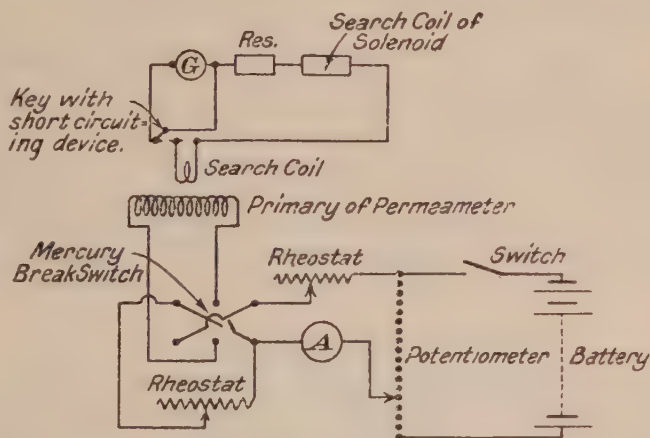 Search Coil of
Solenoid
Res.
G
Key with
short circuit=
ing device.
Search Coil
Primary of Permeameter
Mercury
BreakSwitch
Rheostat
Switch
A
Potentiometer
Battery
Rheostat